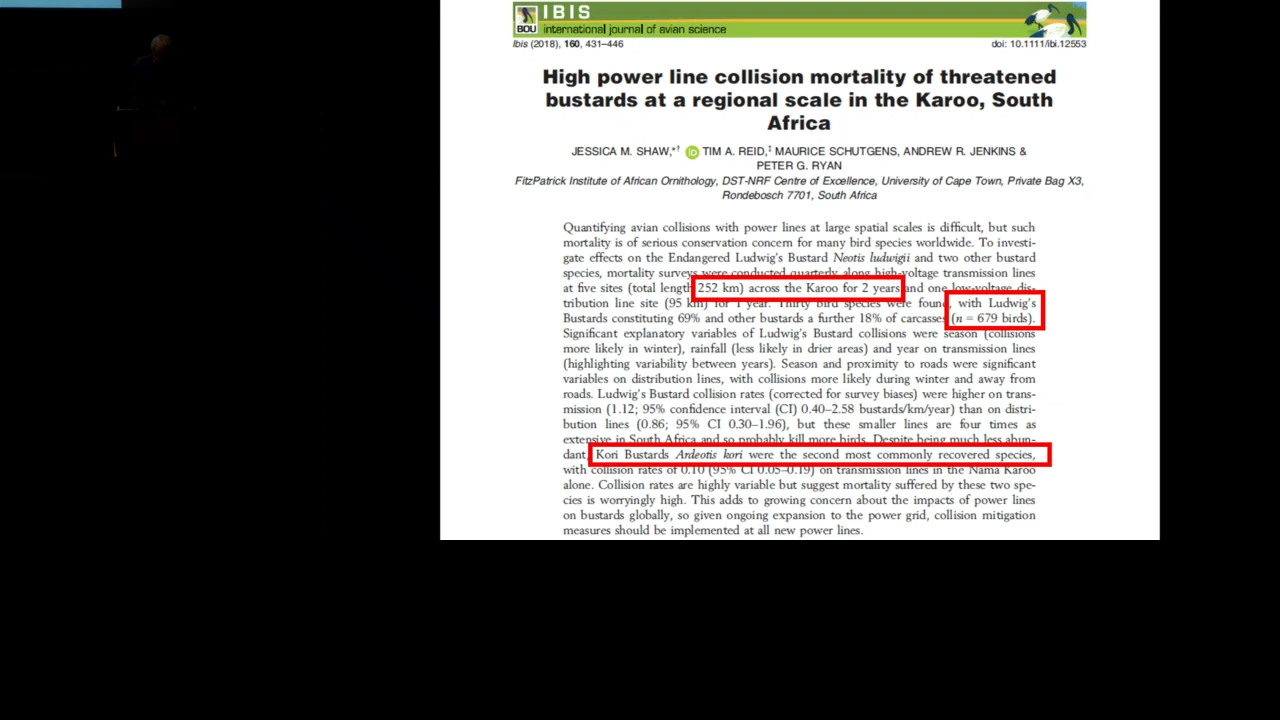 BOU
IBIS
international journal of avian science
Ibis (2018), 160, 431–446
doi: 10.1111/ibi.12553
High power line collision mortality of threatened
bustards at a regional scale in the Karoo, South
Africa
JESSICA M. SHAW,*† iD TIM A. REID,‡ MAURICE SCHUTGENS, ANDREW R. JENKINS &
PETER G. RYAN
FitzPatrick Institute of African Ornithology, DST-NRF Centre of Excellence, University of Cape Town, Private Bag X3,
Rondebosch 7701, South Africa
Quantifying avian collisions with power lines at large spatial scales is difficult, but such
mortality is of serious conservation concern for many bird species worldwide. To investi-
gate effects on the Endangered Ludwig's Bustard Neotis ludwigii and two other bustard
species, mortality surveys were conducted quarterly along high-voltage transmission lines
at five sites (total length 252 km) across the Karoo for 2 years and one low-voltage dis-
tribution line site (95 km) for 1 year. Thirty bird species were found, with Ludwig's
Bustards constituting 69% and other bustards a further 18% of carcasses (n = 679 birds).
Significant explanatory variables of Ludwig's Bustard collisions were season (collisions
more likely in winter), rainfall (less likely in drier areas) and year on transmission lines
(highlighting variability between years). Season and proximity to roads were significant
variables on distribution lines, with collisions more likely during winter and away from
roads. Ludwig's Bustard collision rates (corrected for survey biases) were higher on trans-
mission (1.12; 95% confidence interval (CI) 0.40–2.58 bustards/km/year) than on distri-
bution lines (0.86; 95% CI 0.30–1.96), but these smaller lines are four times as
extensive in South Africa and so probably kill more birds. Despite being much less abun-
dant, Kori Bustards Ardeotis kori were the second most commonly recovered species,
with collision rates of 0.10 (95% CI 0.05–0.19) on transmission lines in the Nama Karoo
alone. Collision rates are highly variable but suggest mortality suffered by these two spe-
cies is worryingly high. This adds to growing concern about the impacts of power lines
on bustards globally, so given ongoing expansion to the power grid, collision mitigation
measures should be implemented at all new power lines.